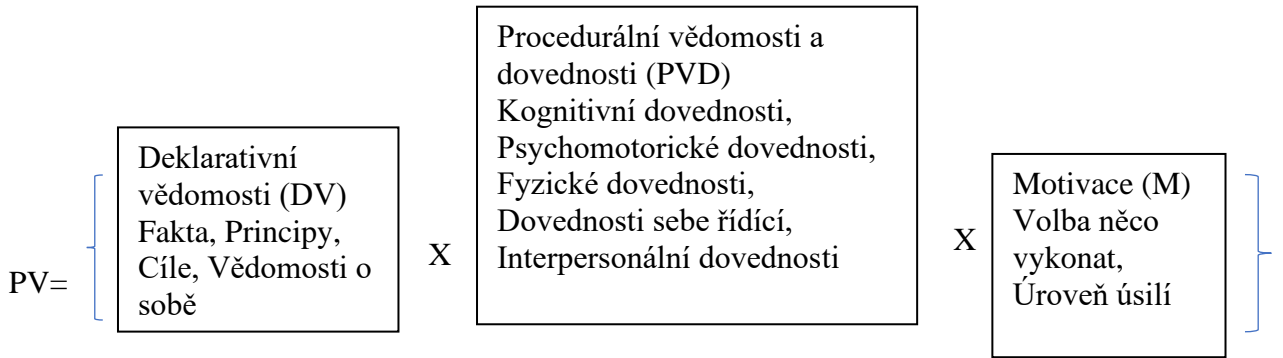 PV=
Deklarativní
vědomosti (DV)
Fakta, Principy,
Cíle, Vědomosti o
sobě
X
Procedurální vědomosti a
dovednosti (PVD)
Kognitivní dovednosti,
Psychomotorické dovednosti,
Fyzické dovednosti,
Dovednosti sebe řídící,
Interpersonální dovednosti
X
Motivace (M)
Volba něco
vykonat,
Úroveň úsilí